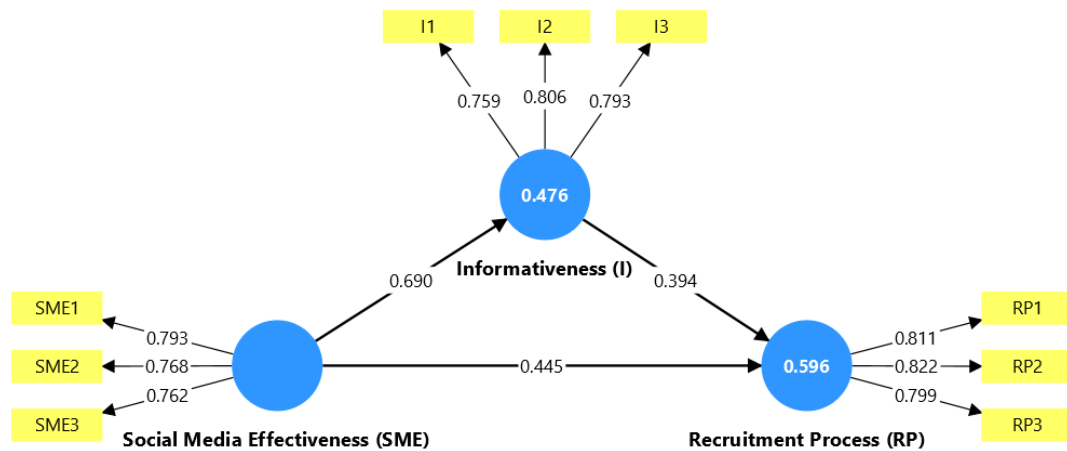 I1 I2 I3
0.759 0.806 0.793
0.476
Informativeness (I)
0.690 0.394
SME1 RP1
0.793 0.811
SME2 0.768 0.445 0.596 0.822 RP2
0.762 0.799
SME3 RP3
Social Media Effectiveness (SME) Recruitment Process (RP)